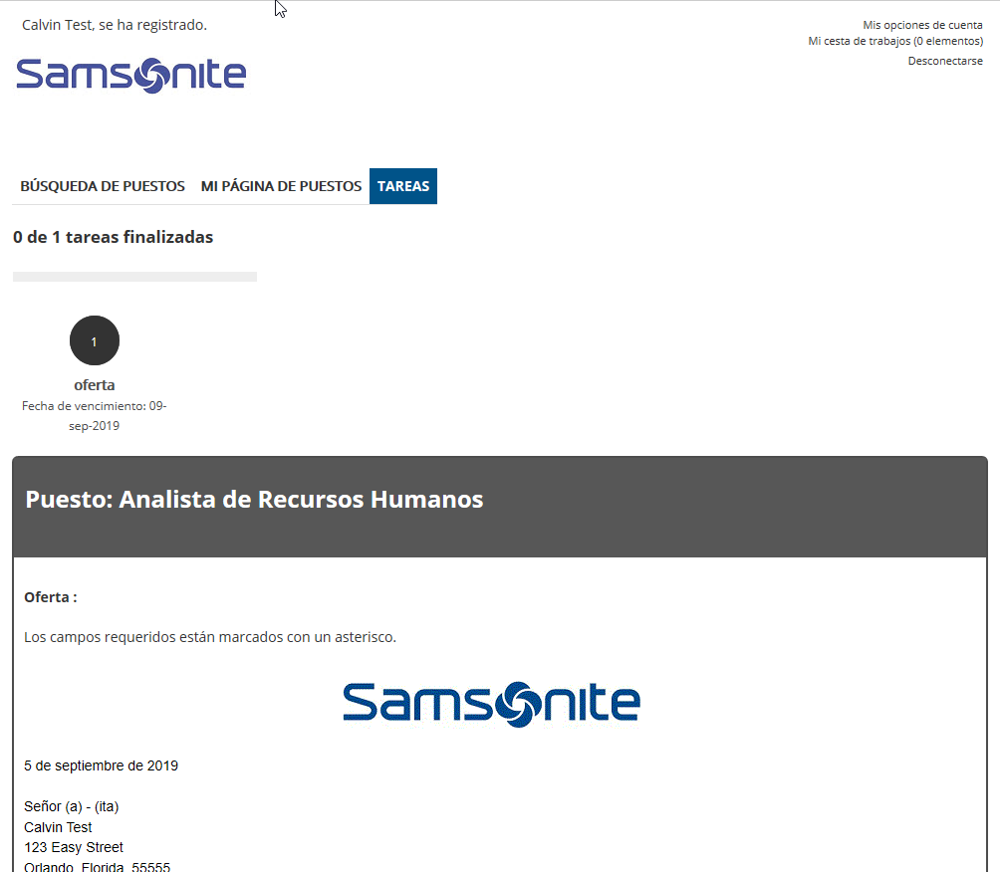 Calvin Test, se ha registrado.
Mis opciones de cuenta
Mi cesta de trabajos (0 elementos)
Desconectarse
Samsonite
BÚSQUEDA DE PUESTOS MI PÁGINA DE PUESTOS TAREAS
0 de 1 tareas finalizadas
1
oferta
Fecha de vencimiento: 09-
sep-2019
Puesto: Analista de Recursos Humanos
Oferta :
Los campos requeridos están marcados con un asterisco.
Samsonite
5 de septiembre de 2019
Señor (a) - (ita)
Calvin Test
123 Easy Street
Orlando, Florida, 55555